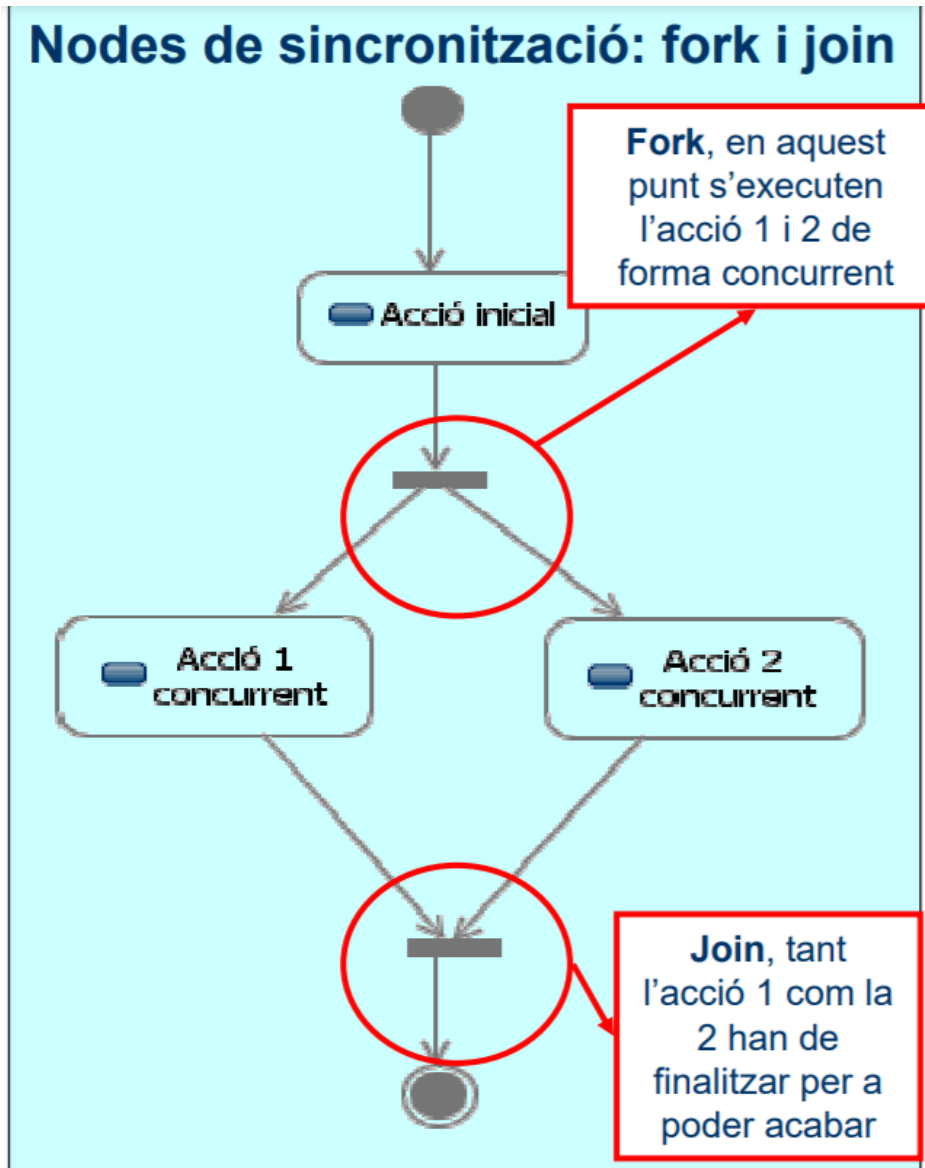 Nodes de sincronització: fork i join
Fork, en aquest
punt s'executen
l'acció 1 i 2 de
forma concurrent
Acció inicial
Acció 1
concurrent
Acció 2
concurrent
Join, tant
l'acció 1 com la
2 han de
finalitzar per a
poder acabar